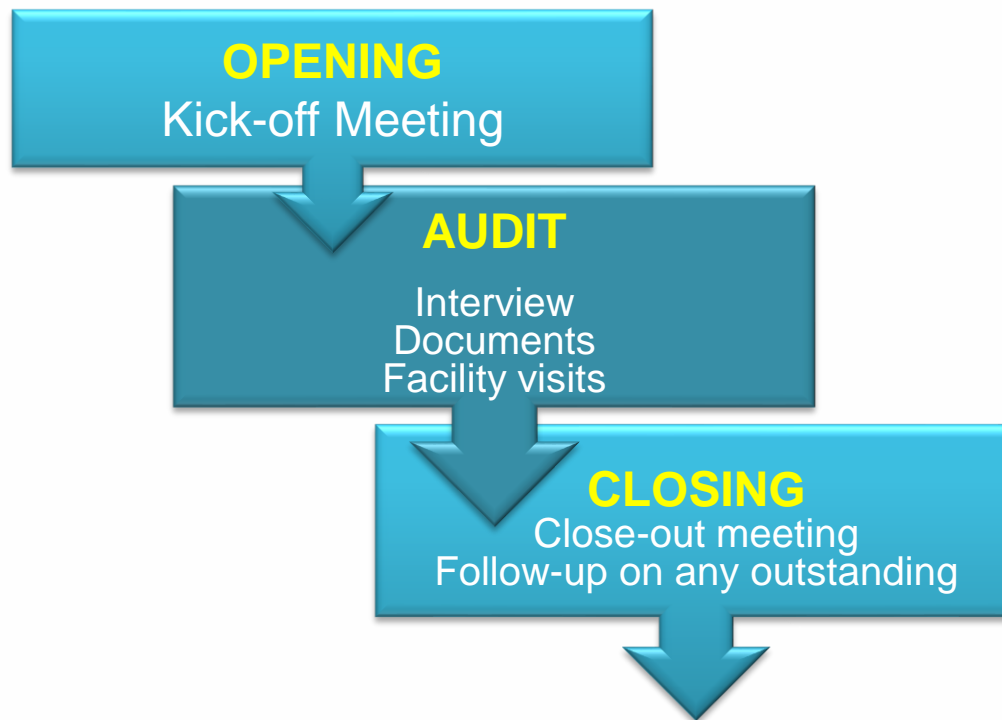 OPENING
Kick-off Meeting
AUDIT
Interview
Documents
Facility visits
CLOSING
Close-out meeting
Follow-up on any outstanding